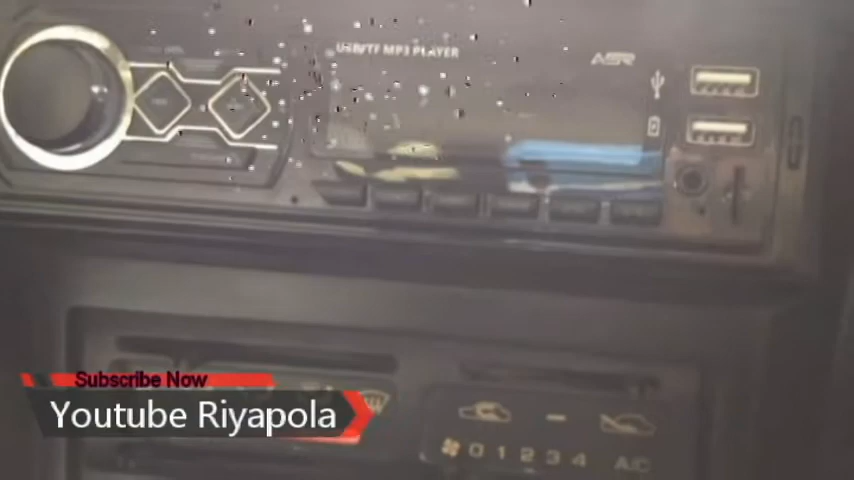 USB/TF MP3 PLAYER
Subscribe Now
Youtube Riyapola
0 1 2 3 4 A/C